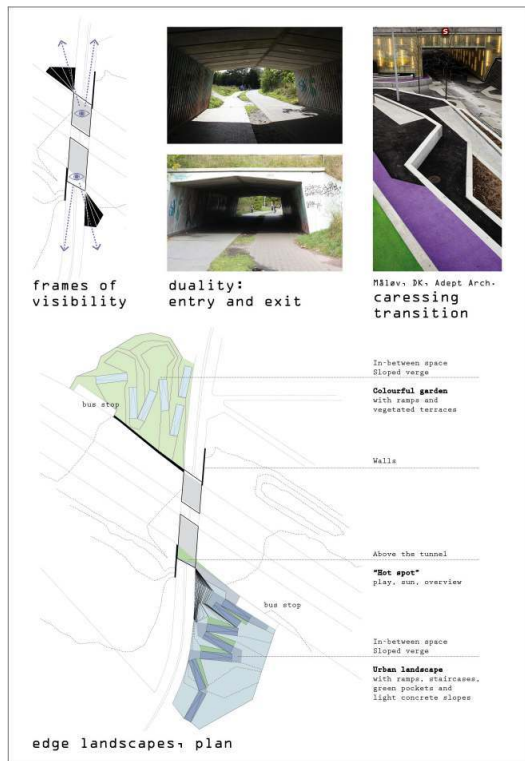 S
frames of
visibility
duality:
entry and exit
Måløv, DK, Adept Arch.
caressing
transition
In-between space
Sloped verge
Colourful garden
with ramps and
vegetated terraces
bus stop
Walls
Above the tunnel
"Hot spot"
play, sun, overview
bus stop
In-between space
Sloped verge
Urban landscape
with ramps, staircases,
green pockets and
light concrete slopes
edge landscapes, plan